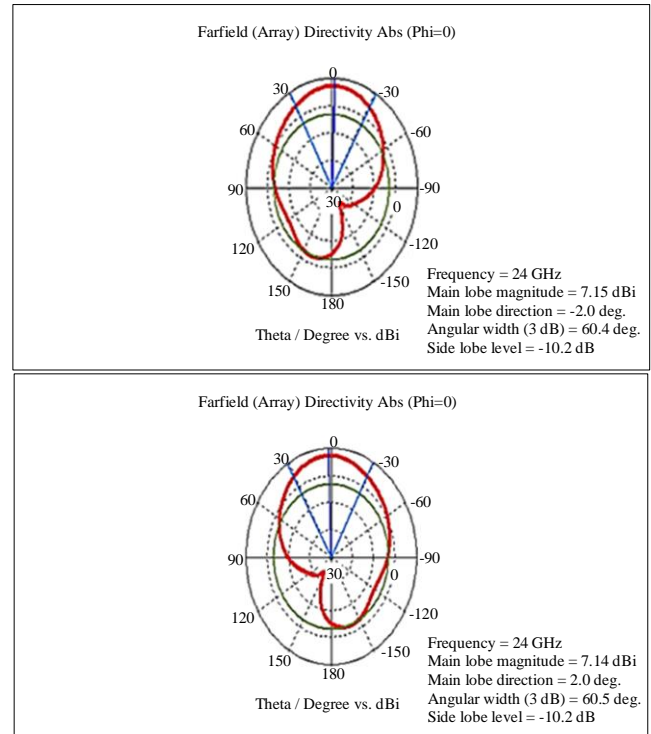 Farfield (Array) Directivity Abs (Phi=0)
0
30
-30
60
-60
90
-90
30
0
120
-120
150
-150
180
Frequency = 24 GHz
Main lobe magnitude = 7.15 dBi
Main lobe direction = -2.0 deg.
Angular width (3 dB) = 60.4 deg.
Side lobe level = -10.2 dB
Theta / Degree vs. dBi
Farfield (Array) Directivity Abs (Phi=0)
0
30
-30
60
-60
90
-90
30
0
120
-120
150
-150
180
Frequency = 24 GHz
Main lobe magnitude = 7.14 dBi
Main lobe direction = 2.0 deg.
Angular width (3 dB) = 60.5 deg.
Side lobe level = -10.2 dB
Theta / Degree vs. dBi